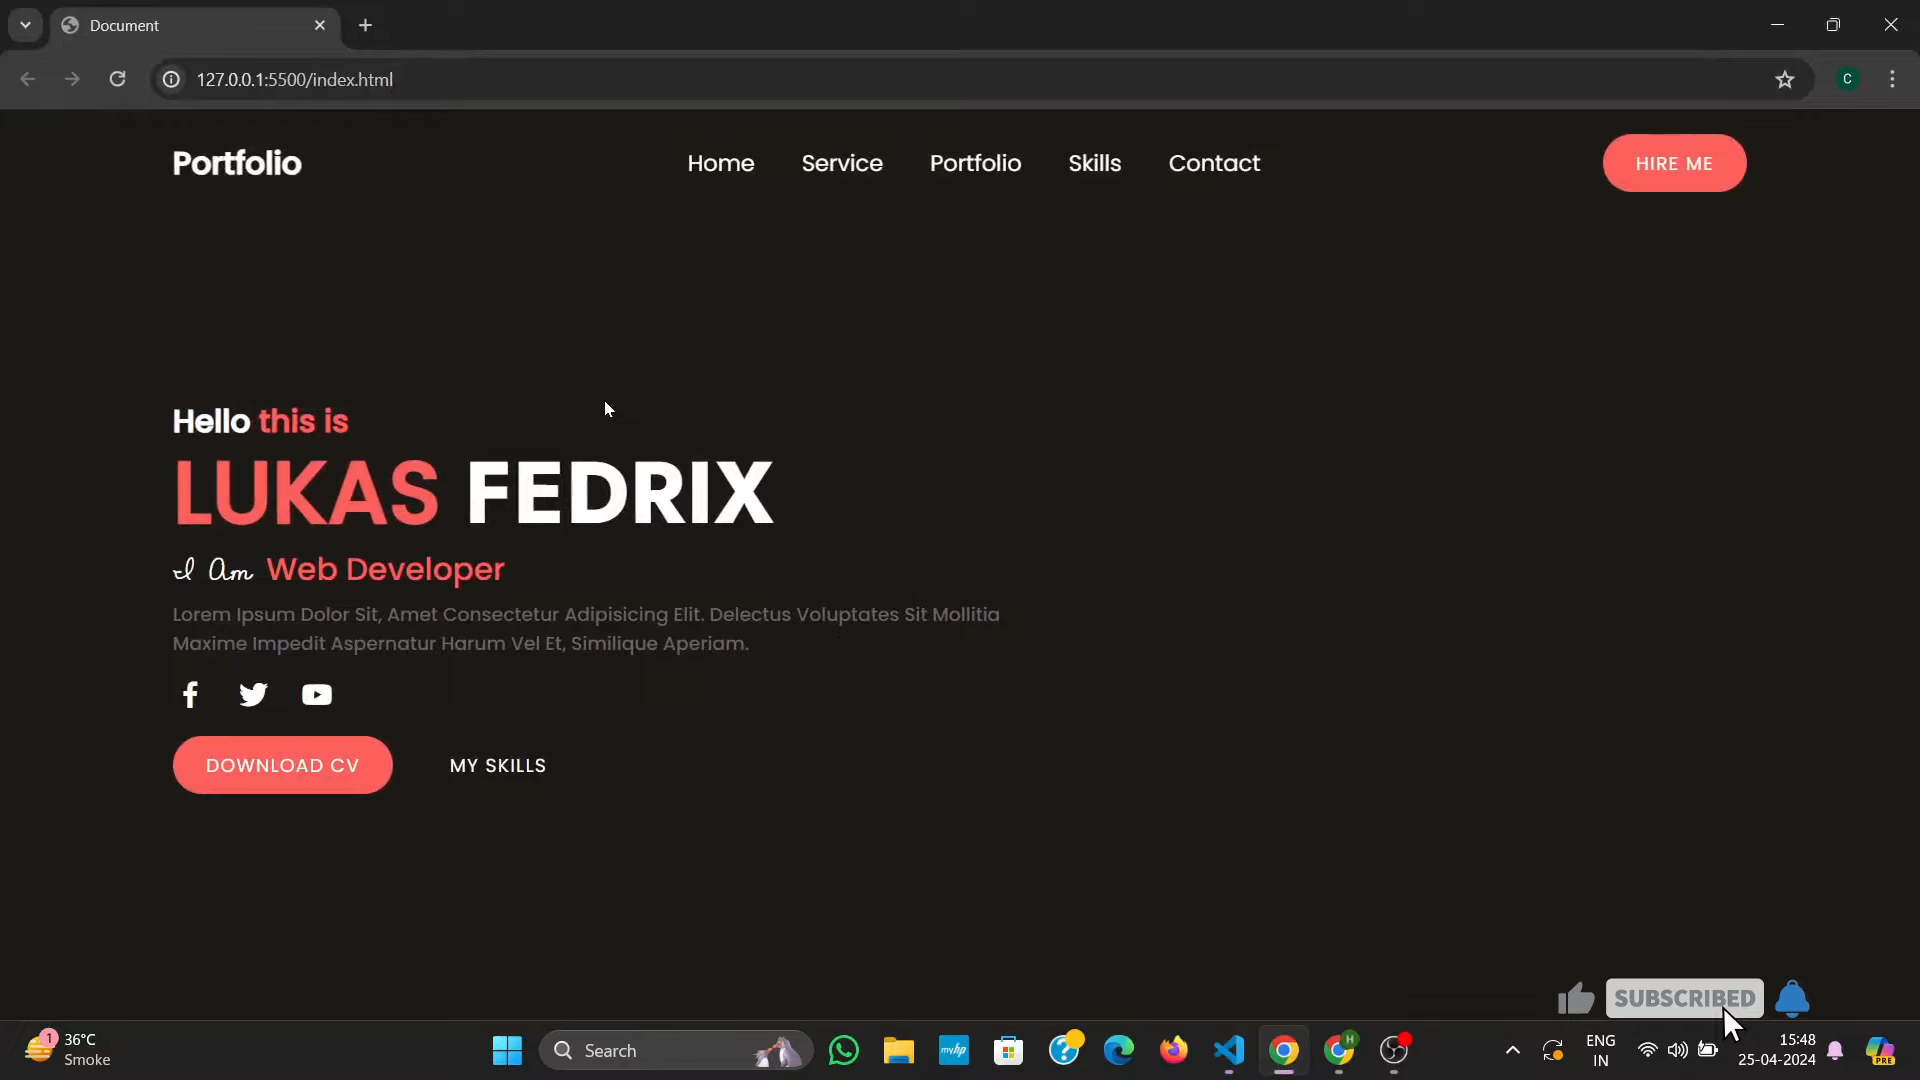 Document
127.0.0.1:5500/index.html
C
Portfolio
Home Service Portfolio Skills Contact
HIRE ME
Hello this is
LUKAS FEDRIX
I Am Web Developer
Lorem Ipsum Dolor Sit, Amet Consectetur Adipisicing Elit. Delectus Voluptates Sit Mollitia
Maxime Impedit Aspernatur Harum Vel Et, Similique Aperiam.
DOWNLOAD CV MY SKILLS
SUBSCRIBED
1
36°C
Smoke
Search
myhp
H
ENG
IN
15:48
25-04-2024
PRE